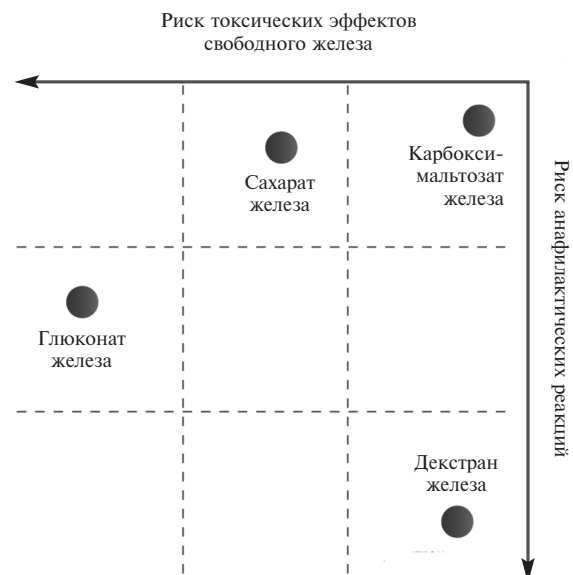 Риск токсических эффектов
свободного железа
Карбокси-
мальтозат
железа
Сахарат
железа
Риск анафилактических реакций
Глюконат
железа
Декстран
железа